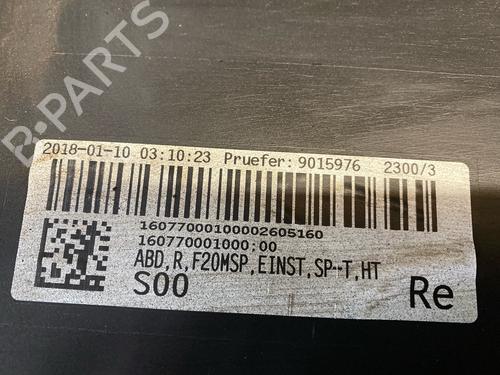 B-PARTS
2018-01-10 03:10:23 Pruefer: 9015976 2300/3
16077000100002605160
160770001000;00
ABD,R,F20MSP,EINST,SP--T,HT
S00 Re